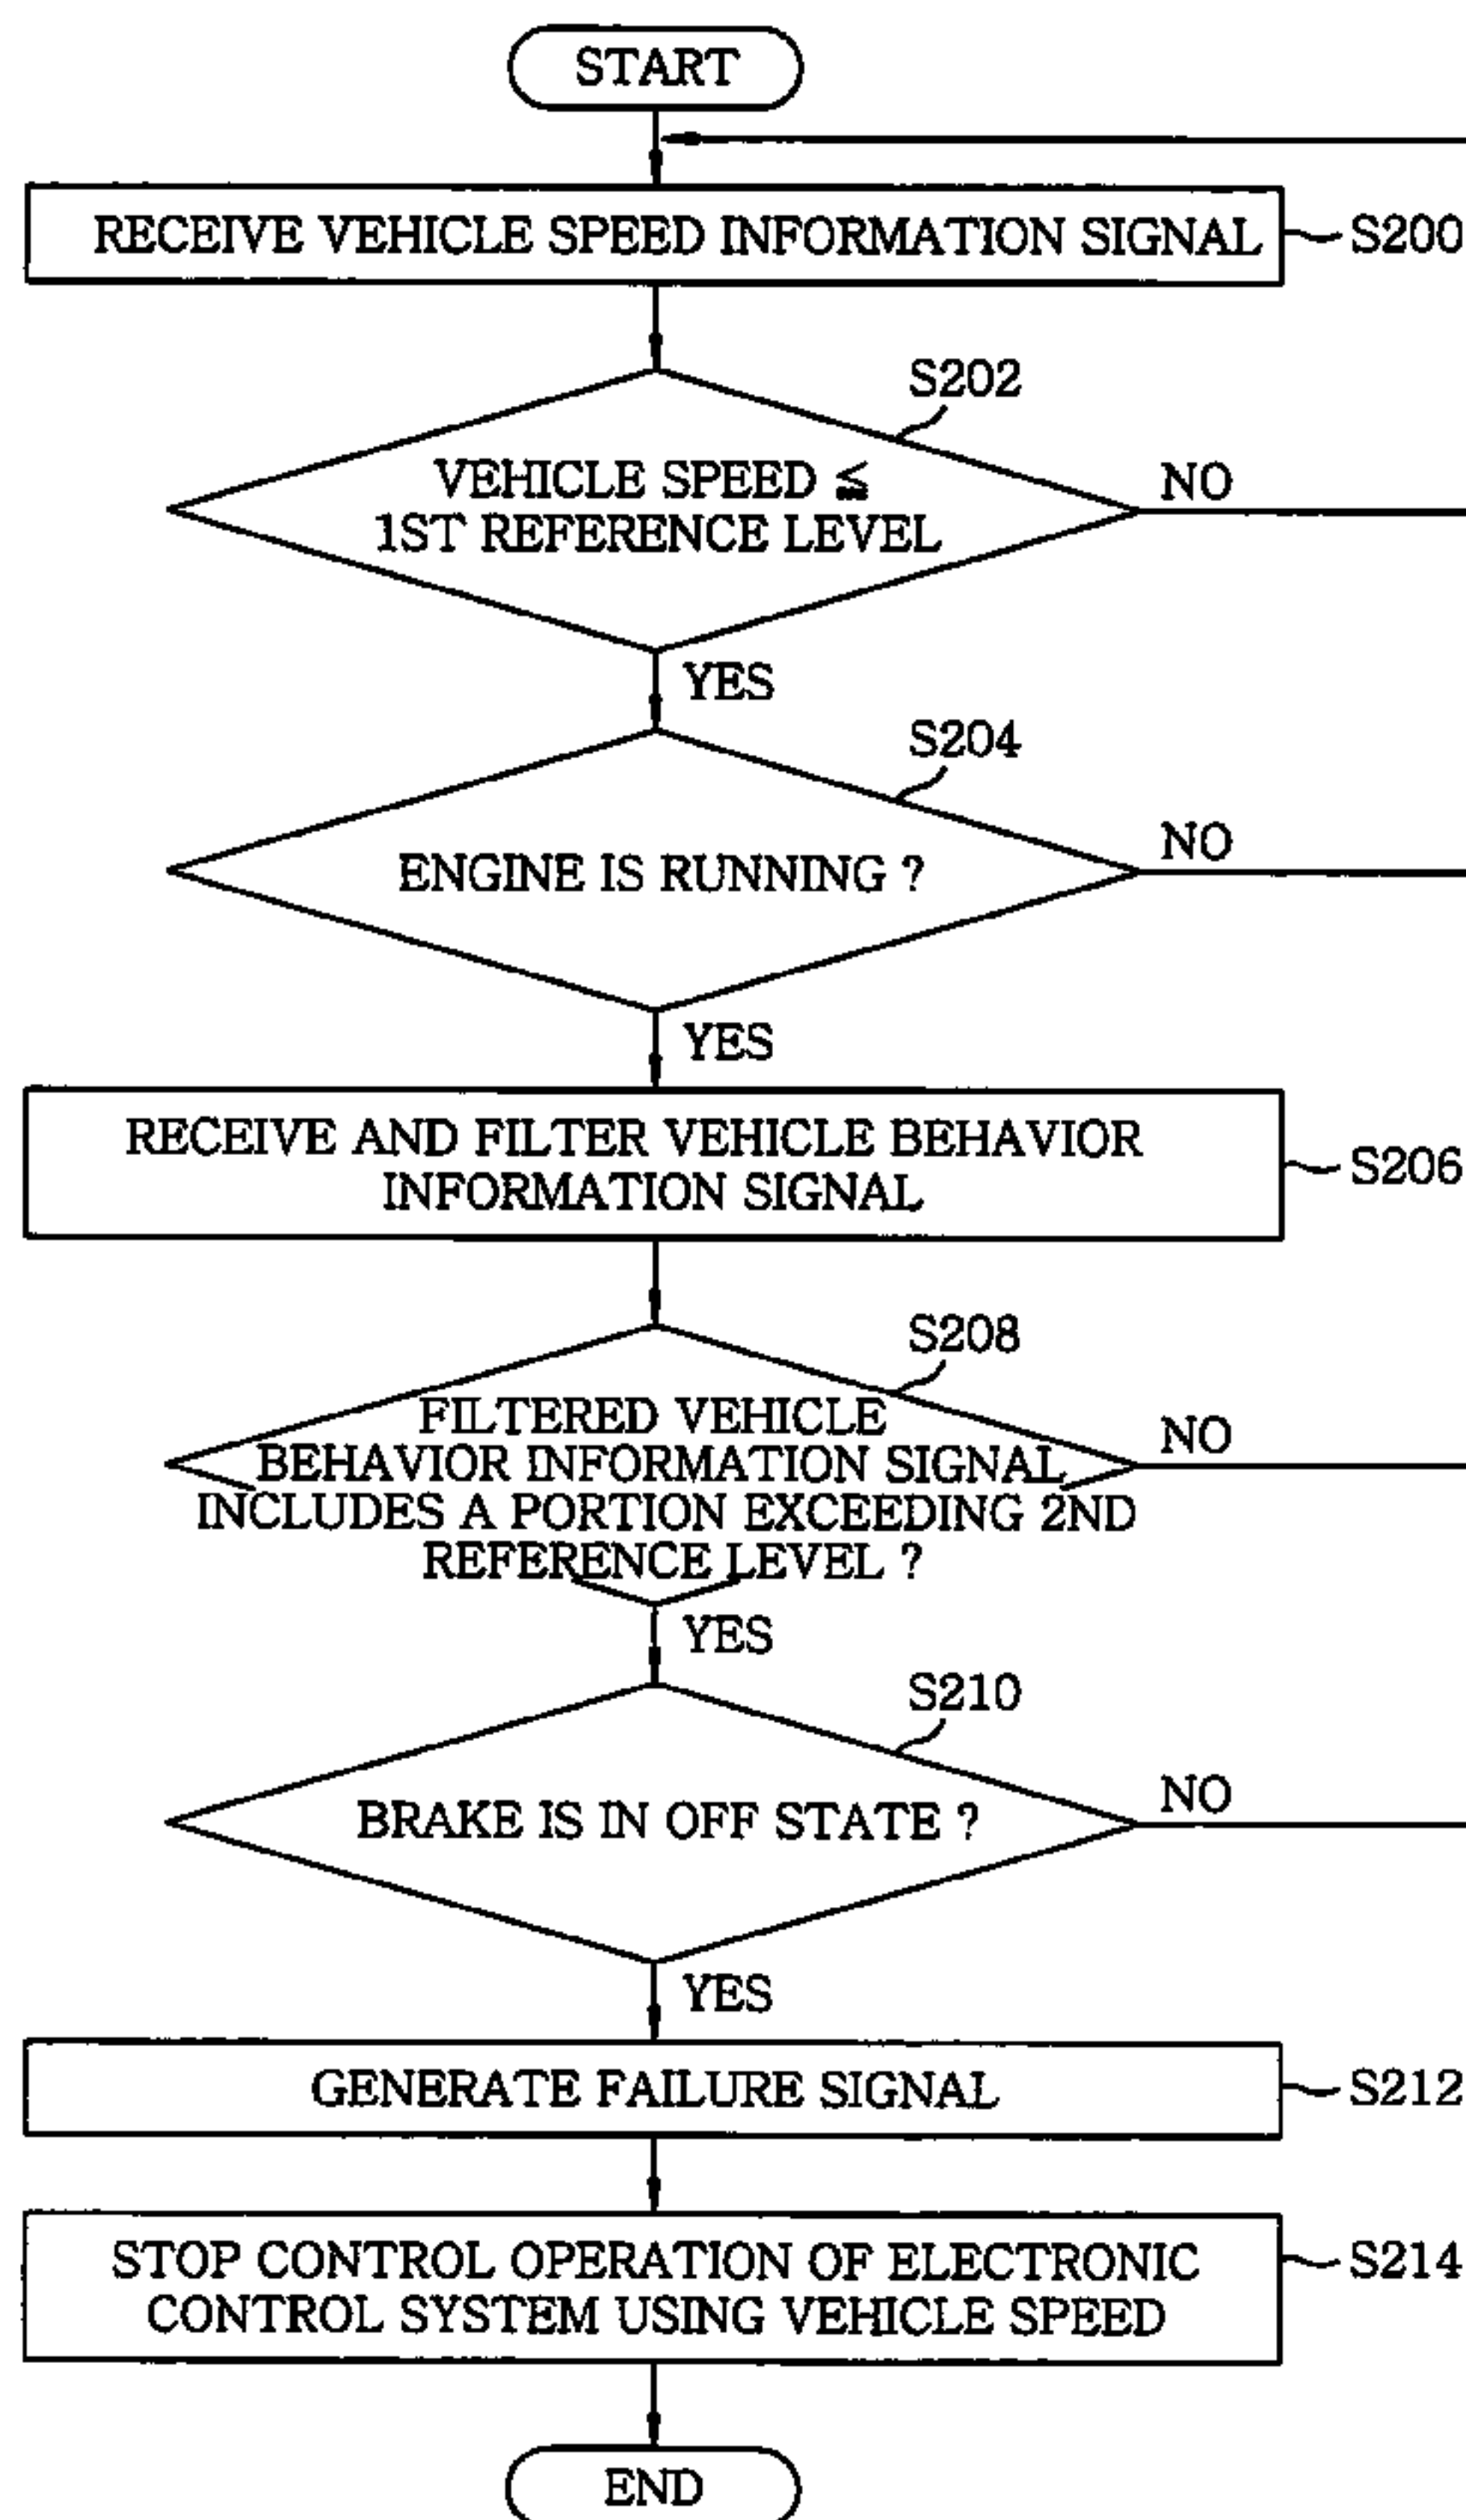 START
RECEIVE VEHICLE SPEED INFORMATION SIGNAL
S200
S202
VEHICLE SPEED ≦
1ST REFERENCE LEVEL
NO
YES
S204
ENGINE IS RUNNING ?
NO
YES
RECEIVE AND FILTER VEHICLE BEHAVIOR
INFORMATION SIGNAL
S206
S208
FILTERED VEHICLE
BEHAVIOR INFORMATION SIGNAL
INCLUDES A PORTION EXCEEDING 2ND
REFERENCE LEVEL ?
NO
YES
S210
BRAKE IS IN OFF STATE ?
NO
YES
GENERATE FAILURE SIGNAL
S212
STOP CONTROL OPERATION OF ELECTRONIC
CONTROL SYSTEM USING VEHICLE SPEED
S214
END